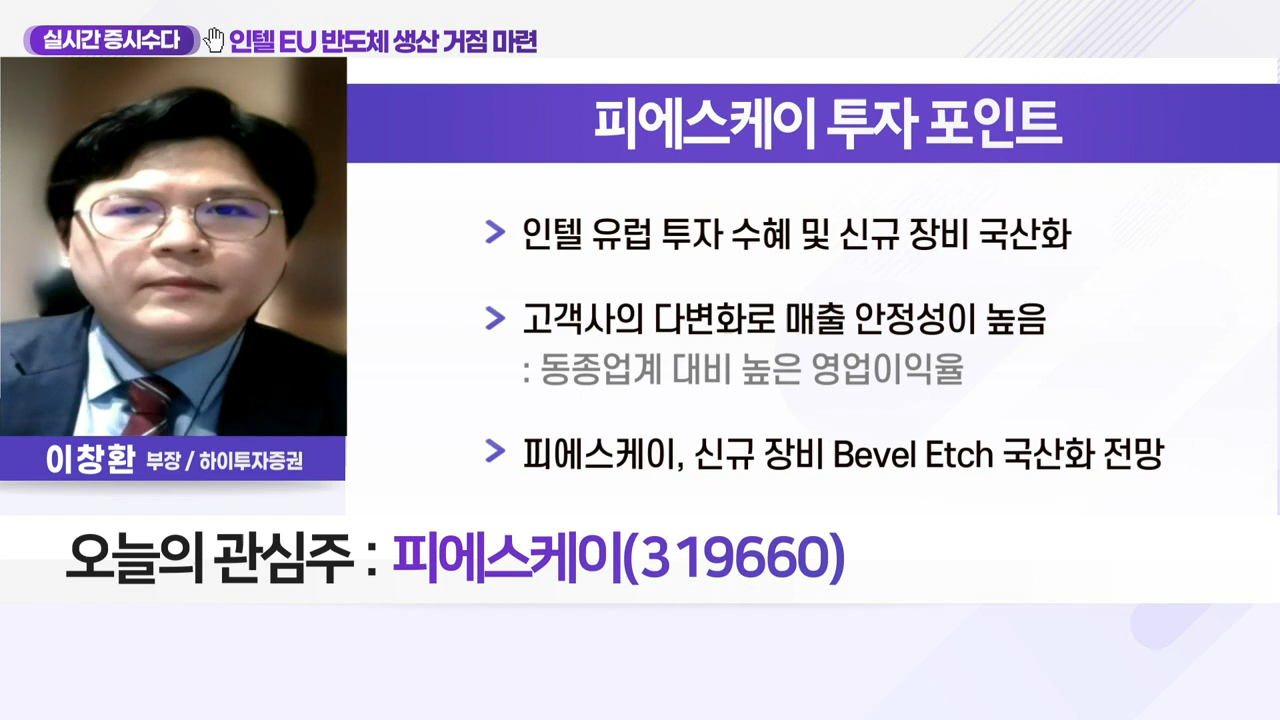 실시간 증시수다 인텔 EU 반도체 생산 거점 마련
피에스케이 투자 포인트
> 인텔 유럽 투자 수혜 및 신규 장비 국산화
> 고객사의 다변화로 매출 안정성이 높음
: 동종업계 대비 높은 영업이익율
> 피에스케이, 신규 장비 Bevel Etch 국산화 전망
이창환 부장 / 하이투자증권
오늘의 관심주 : 피에스케이(319660)